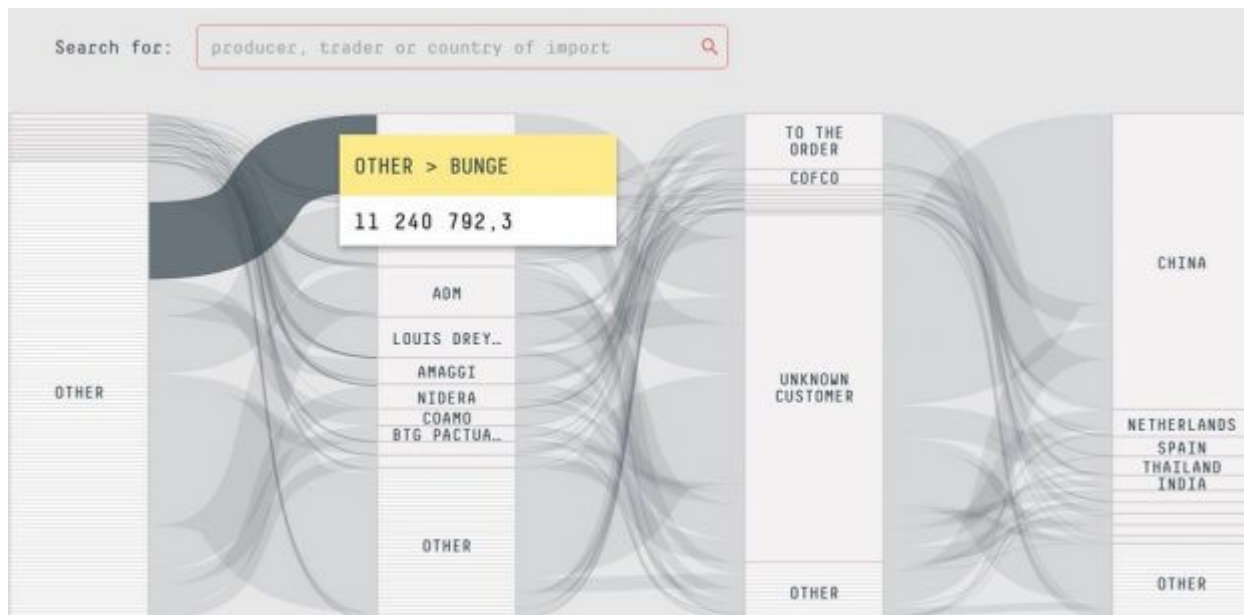 Search for:
producer, trader or country of import
OTHER > BUNGE
11 240 792,3
OTHER
ADM
LOUIS DREY…
AMAGGI
NIDERA
COAMO
BTG PACTUA…
OTHER
TO THE
ORDER
COFCO
UNKNOWN
CUSTOMER
OTHER
CHINA
NETHERLANDS
SPAIN
THAILAND
INDIA
OTHER